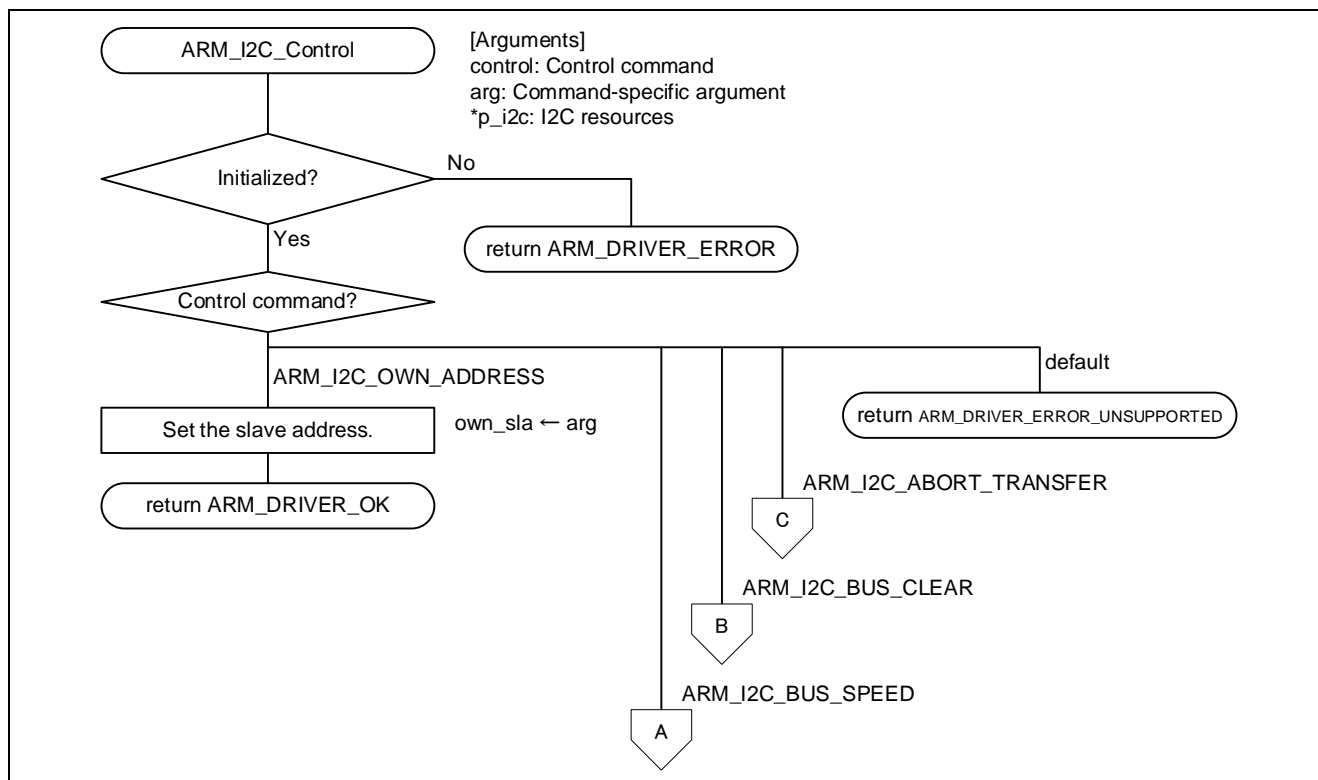 ARM_I2C_Control
[Arguments]
control: Control command
arg: Command-specific argument
*p_i2c: I2C resources
Initialized?
No
Yes
return ARM_DRIVER_ERROR
Control command?
default
ARM_I2C_OWN_ADDRESS
return ARM_DRIVER_ERROR_UNSUPPORTED
Set the slave address.
own_sla ← arg
ARM_I2C_ABORT_TRANSFER
return ARM_DRIVER_OK
C
ARM_I2C_BUS_CLEAR
B
ARM_I2C_BUS_SPEED
A